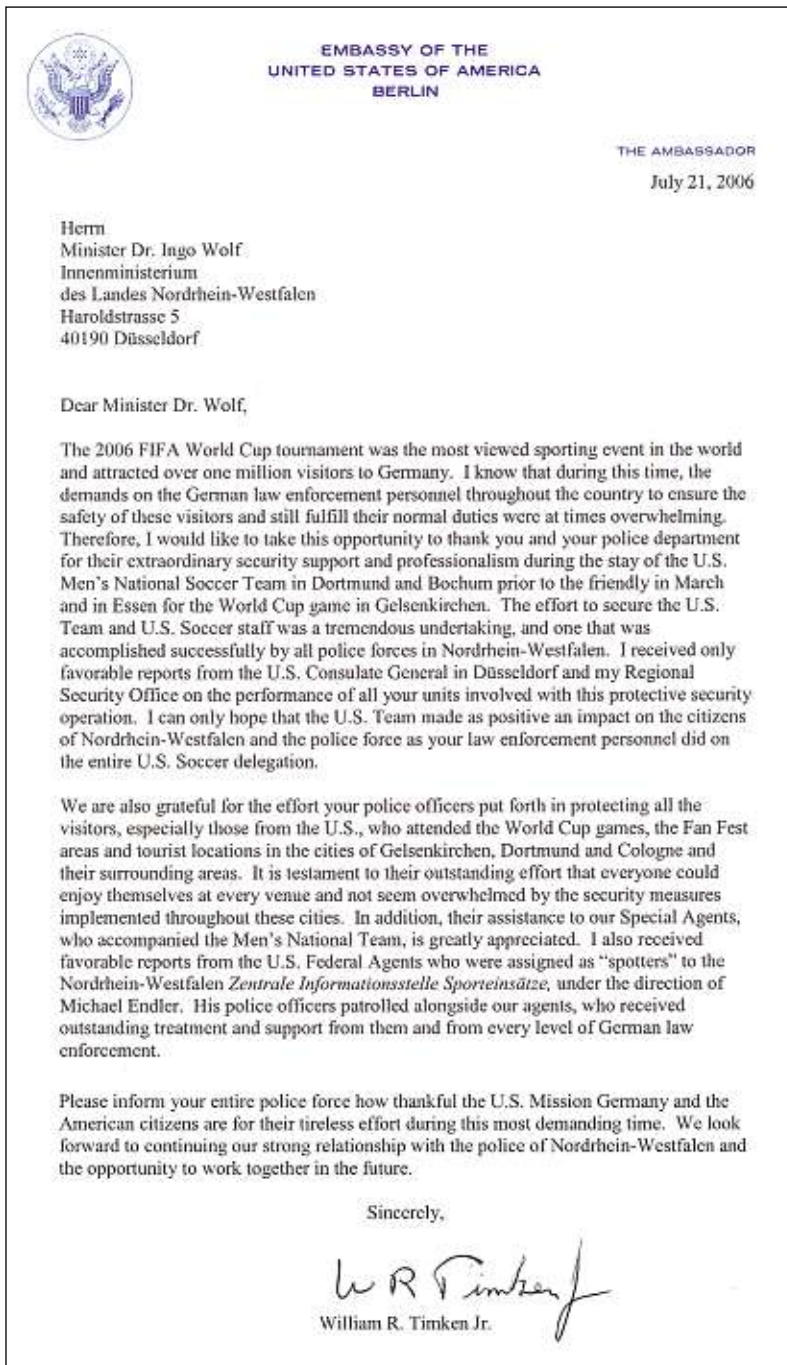 EMBASSY OF THE
UNITED STATES OF AMERICA
BERLIN
THE AMBASSADOR
July 21, 2006
Herrn
Minister Dr. Ingo Wolf
Innenministerium
des Landes Nordrhein-Westfalen
Haroldstrasse 5
40190 Düsseldorf
Dear Minister Dr. Wolf,
The 2006 FIFA World Cup tournament was the most viewed sporting event in the world
and attracted over one million visitors to Germany. I know that during this time, the
demands on the German law enforcement personnel throughout the country to ensure the
safety of these visitors and still fulfill their normal duties were at times overwhelming.
Therefore, I would like to take this opportunity to thank you and your police department
for their extraordinary security support and professionalism during the stay of the U.S.
Men's National Soccer Team in Dortmund and Bochum prior to the friendly in March
and in Essen for the World Cup game in Gelsenkirchen. The effort to secure the U.S.
Team and U.S. Soccer staff was a tremendous undertaking, and one that was
accomplished successfully by all police forces in Nordrhein-Westfalen. I received only
favorable reports from the U.S. Consulate General in Düsseldorf and my Regional
Security Office on the performance of all your units involved with this protective security
operation. I can only hope that the U.S. Team made as positive an impact on the citizens
of Nordrhein-Westfalen and the police force as your law enforcement personnel did on
the entire U.S. Soccer delegation.
We are also grateful for the effort your police officers put forth in protecting all the
visitors, especially those from the U.S., who attended the World Cup games, the Fan Fest
areas and tourist locations in the cities of Gelsenkirchen, Dortmund and Cologne and
their surrounding areas. It is testament to their outstanding effort that everyone could
enjoy themselves at every venue and not seem overwhelmed by the security measures
implemented throughout these cities. In addition, their assistance to our Special Agents,
who accompanied the Men's National Team, is greatly appreciated. I also received
favorable reports from the U.S. Federal Agents who were assigned as “spotters” to the
Nordrhein-Westfalen Zentrale Informationsstelle Sporteinsätze, under the direction of
Michael Endler. His police officers patrolled alongside our agents, who received
outstanding treatment and support from them and from every level of German law
enforcement.
Please inform your entire police force how thankful the U.S. Mission Germany and the
American citizens are for their tireless effort during this most demanding time. We look
forward to continuing our strong relationship with the police of Nordrhein-Westfalen and
the opportunity to work together in the future.
Sincerely,
W R Timken J
William R. Timken Jr.